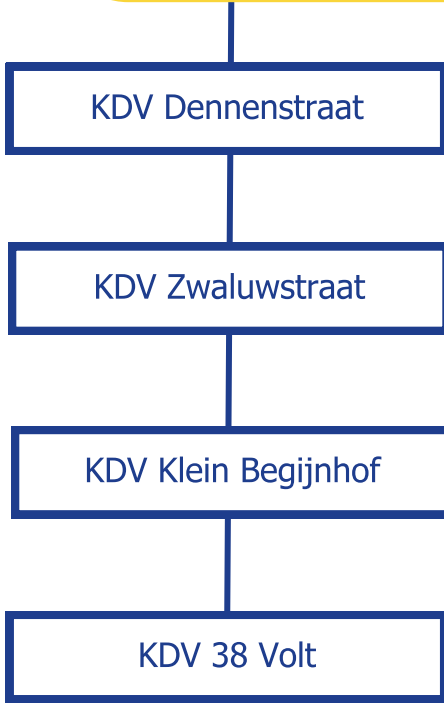 KDV Dennenstraat
KDV Zwaluwstraat
KDV Klein Begijnhof
KDV 38 Volt